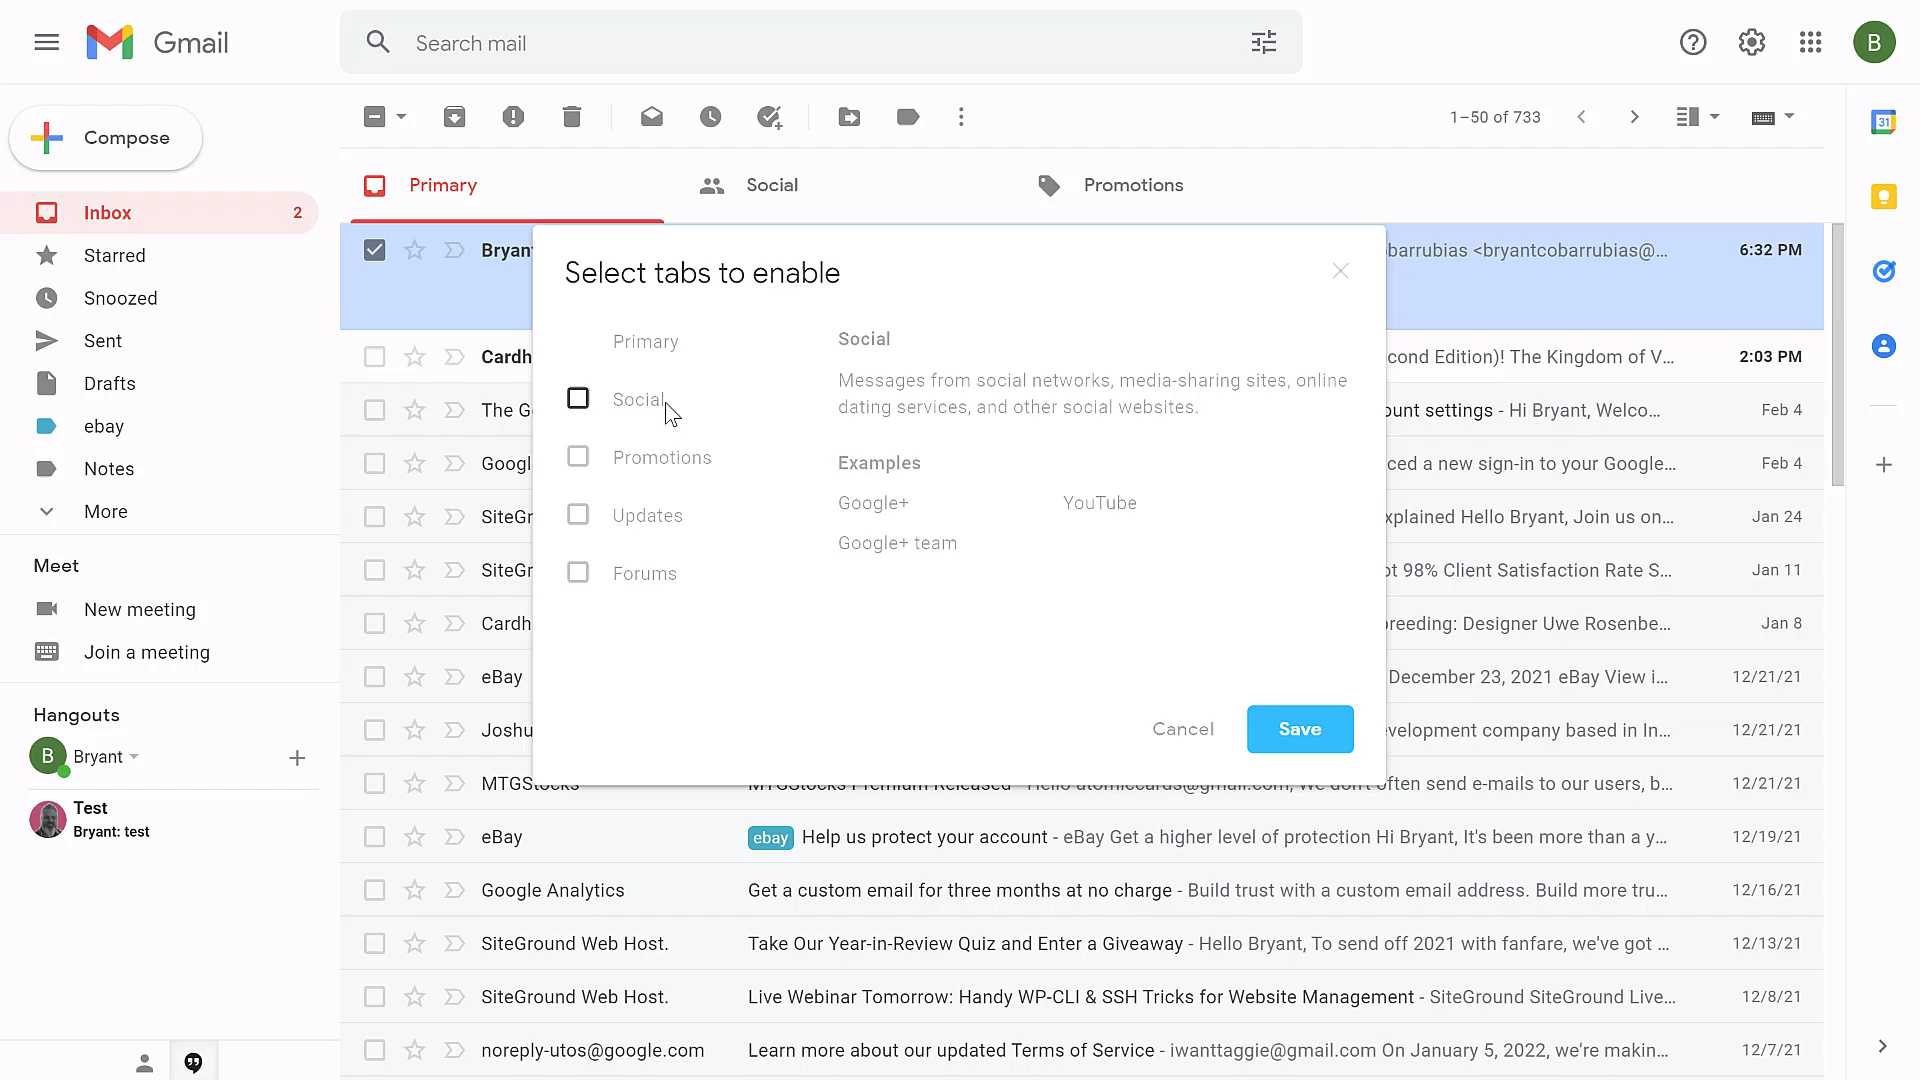 Gmail
Search mail
B
Compose
1–50 of 733
31
Primary
Social
Promotions
Inbox 2
Starred
Snoozed
Sent
Drafts
ebay
Notes
More
Meet
New meeting
Join a meeting
Hangouts
B Bryant
Test
Bryant: test
Bryan barrubias <bryantcobarrubias@... 6:32 PM
Select tabs to enable
Primary
Social
Promotions
Updates
Forums
Social
Messages from social networks, media-sharing sites, online
dating services, and other social websites.
Examples
Google+ YouTube
Google+ team
Cancel Save
Cardh cond Edition)! The Kingdom of V... 2:03 PM
The G unt settings - Hi Bryant, Welco... Feb 4
Googl ced a new sign-in to your Google... Feb 4
SiteGr xplained Hello Bryant, Join us on... Jan 24
SiteGr ot 98% Client Satisfaction Rate S... Jan 11
Cardh reeding: Designer Uwe Rosenbe... Jan 8
eBay December 23, 2021 eBay View i... 12/21/21
Joshu velopment company based in In... 12/21/21
MTGStocks MTGStocks Premium Released - Hello atomiccards@gmail.com, We don't often send e-mails to our users, b... 12/21/21
eBay ebay Help us protect your account - eBay Get a higher level of protection Hi Bryant, It's been more than a y... 12/19/21
Google Analytics Get a custom email for three months at no charge - Build trust with a custom email address. Build more tru... 12/16/21
SiteGround Web Host. Take Our Year-in-Review Quiz and Enter a Giveaway - Hello Bryant, To send off 2021 with fanfare, we've got ... 12/13/21
SiteGround Web Host. Live Webinar Tomorrow: Handy WP-CLI & SSH Tricks for Website Management - SiteGround SiteGround Live... 12/8/21
noreply-utos@google.com Learn more about our updated Terms of Service - iwanttaggie@gmail.com On January 5, 2022, we're makin... 12/7/21